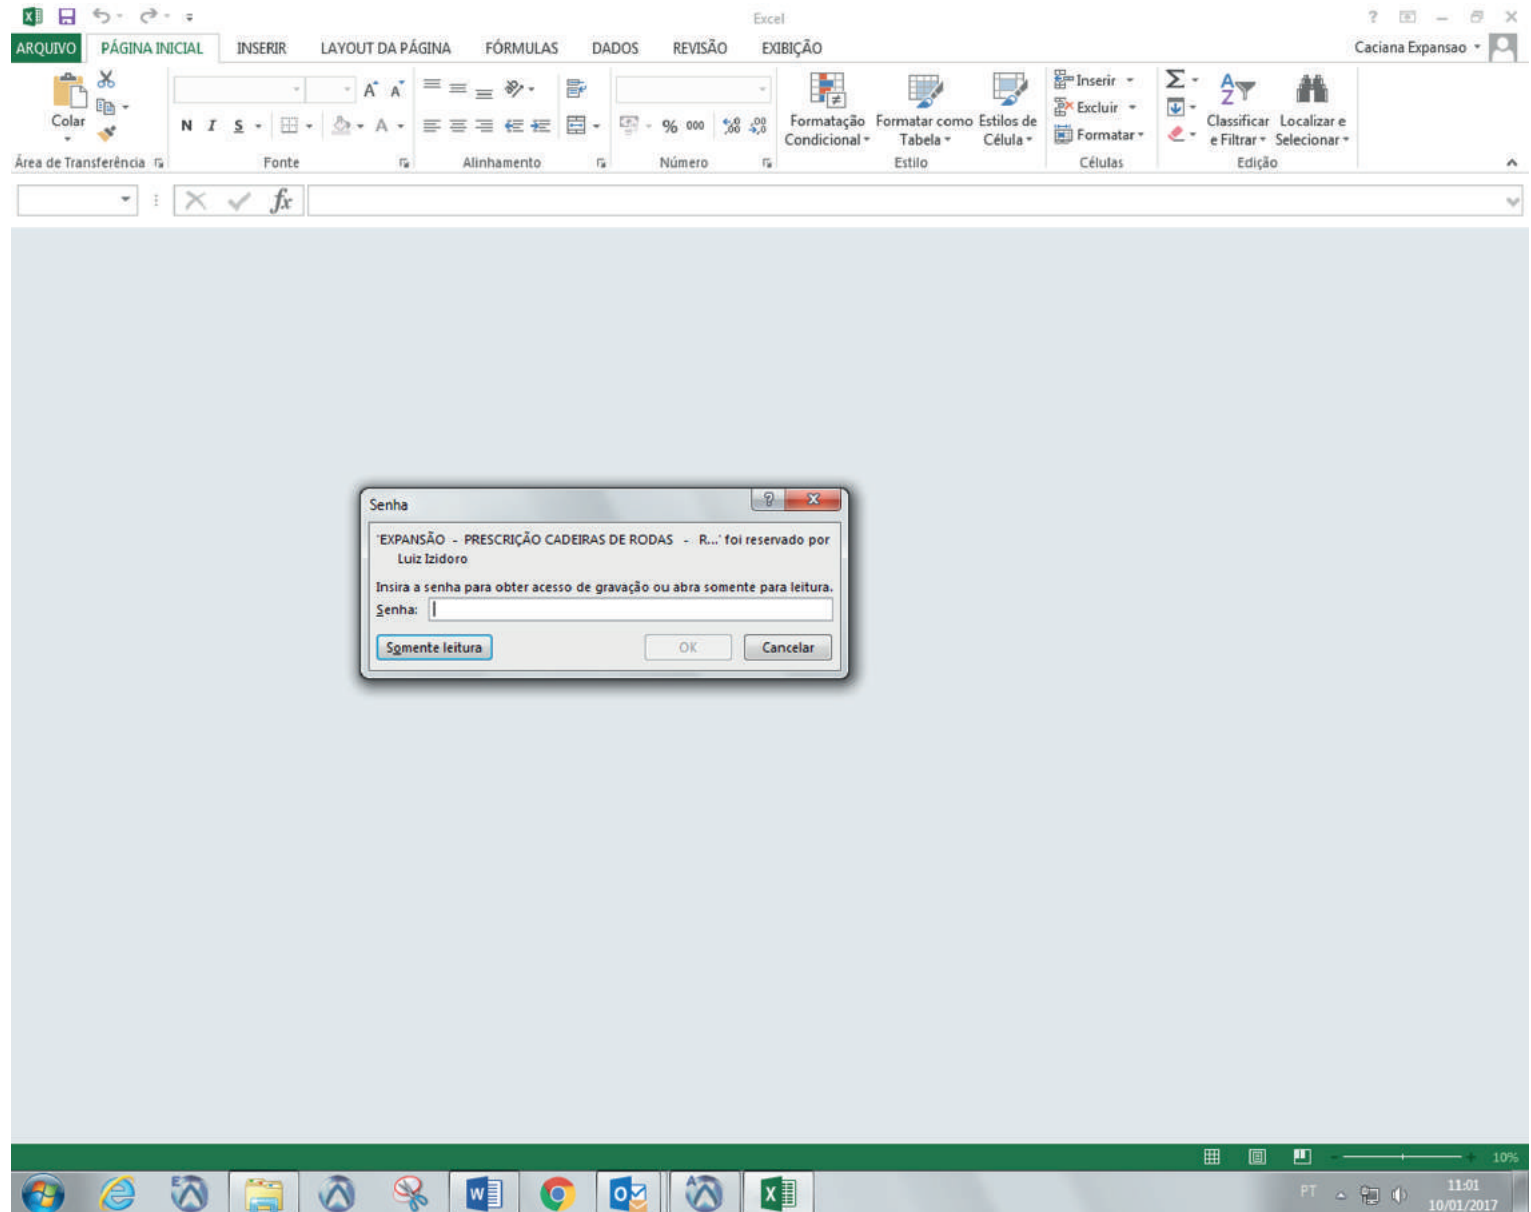 Excel
ARQUIVO PÁGINA INICIAL INSERIR LAYOUT DA PÁGINA FÓRMULAS DADOS REVISÃO EXIBIÇÃO Caciana Expansao
Colar
N I S A A A % 000
Formatação Condicional
Formatar como Tabela
Estilos de Célula
Inserir
Excluir
Formatar
Classificar e Filtrar
Localizar e Selecionar
Área de Transferência Fonte Alinhamento Número Estilo Células Edição
fx
Senha
'EXPANSÃO - PRESCRIÇÃO CADEIRAS DE RODAS - R...' foi reservado por
Luiz Izidoro
Insira a senha para obter acesso de gravação ou abra somente para leitura.
Senha:
Somente leitura OK Cancelar
10%
PT 11:01
10/01/2017